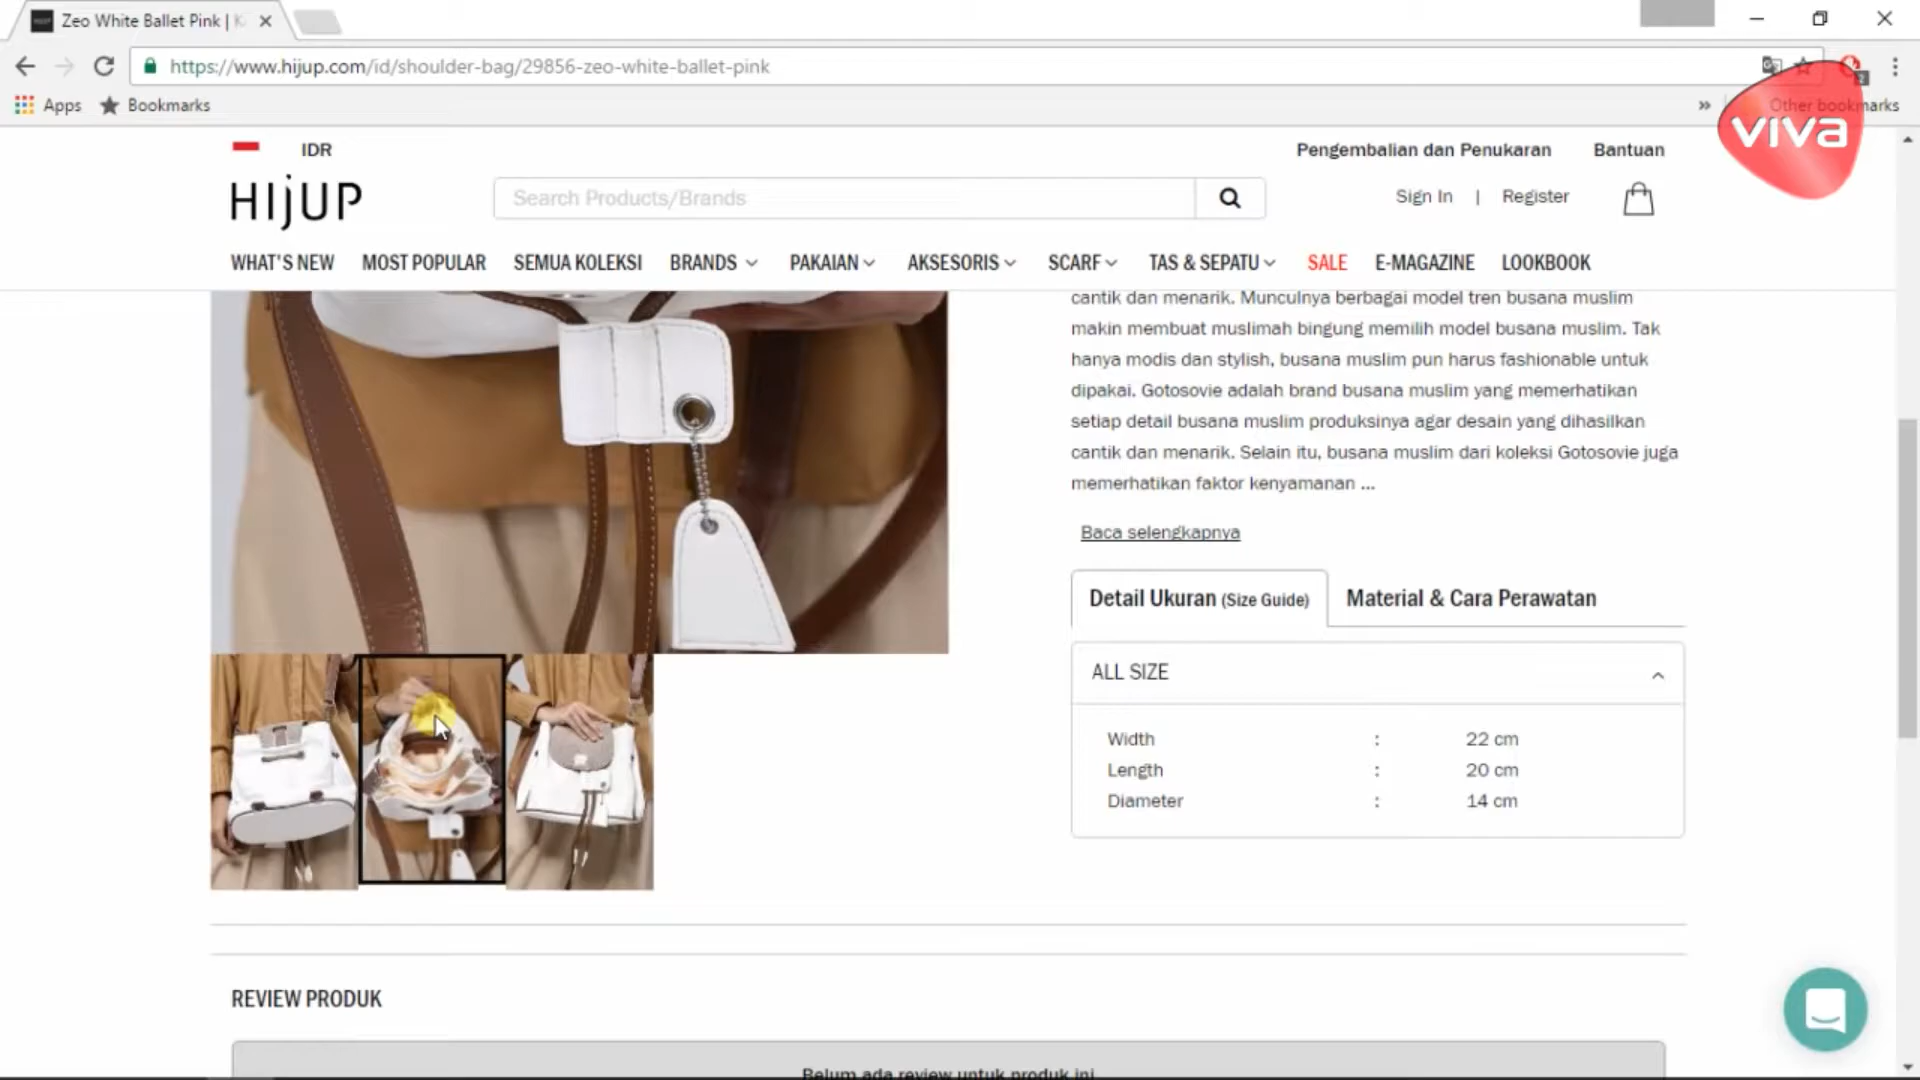 Zeo White Ballet Pink |
https://www.hijup.com/id/shoulder-bag/29856-zeo-white-ballet-pink
Apps
Bookmarks
»
Other bookmarks
viva
IDR
Pengembalian dan Penukaran
Bantuan
HIJUP
Search Products/Brands
Sign In | Register
WHAT'S NEW
MOST POPULAR
SEMUA KOLEKSI
BRANDS
PAKAIAN
AKSESORIS
SCARF
TAS & SEPATU
SALE
E-MAGAZINE
LOOKBOOK
cantik dan menarik. Munculnya berbagai model tren busana muslim
makin membuat muslimah bingung memilih model busana muslim. Tak
hanya modis dan stylish, busana muslim pun harus fashionable untuk
dipakai. Gotosovie adalah brand busana muslim yang memerhatikan
setiap detail busana muslim produksinya agar desain yang dihasilkan
cantik dan menarik. Selain itu, busana muslim dari koleksi Gotosovie juga
memerhatikan faktor kenyamanan ...
Baca selengkapnya
Detail Ukuran (Size Guide)
Material & Cara Perawatan
ALL SIZE
Width : 22 cm
Length : 20 cm
Diameter : 14 cm
REVIEW PRODUK
Belum ada review untuk produk ini